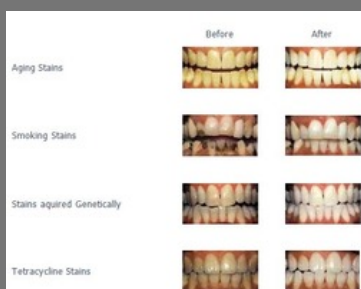 Before After
Aging Stains
Smoking Stains
Stains aquired Genetically
Tetracycline Stains